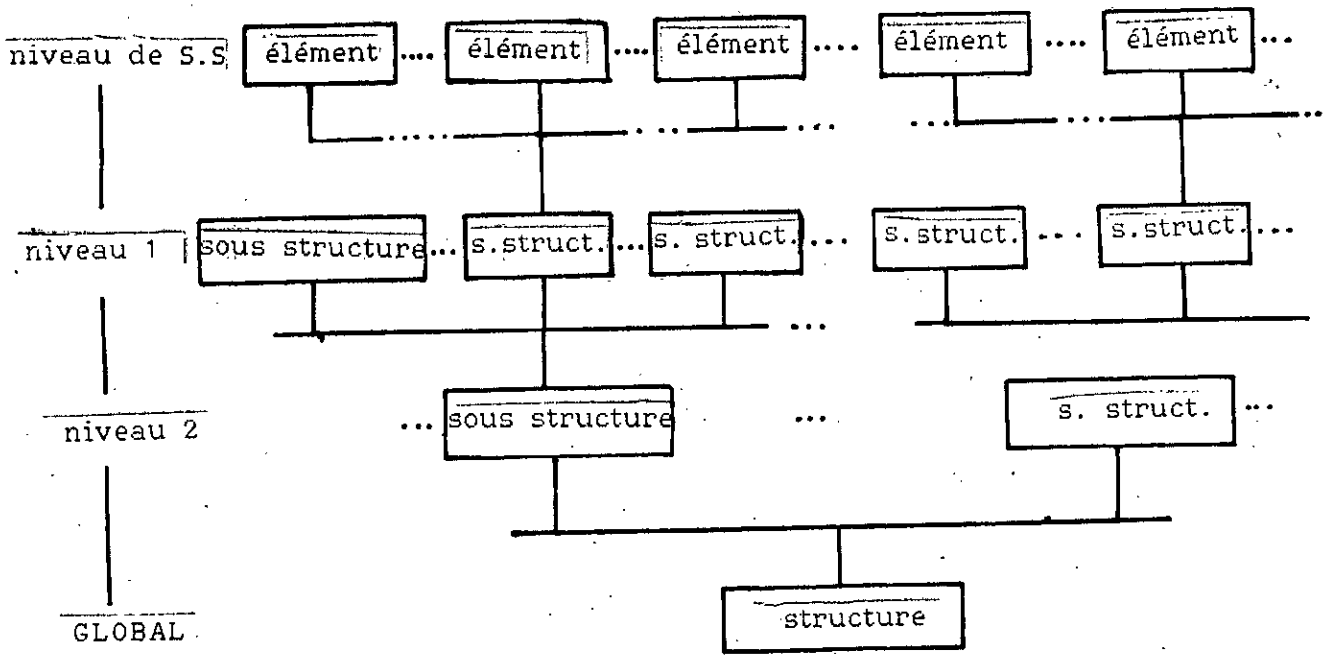 niveau de S.S élément .... élément .... élément .... élément .... élément ...
.... ... ... ... ...
niveau 1 sous structure ... s.struct. ... s. struct. ... s.struct. ... s.struct. ...
...
niveau 2 ... sous structure ... s. struct. ...
GLOBAL structure